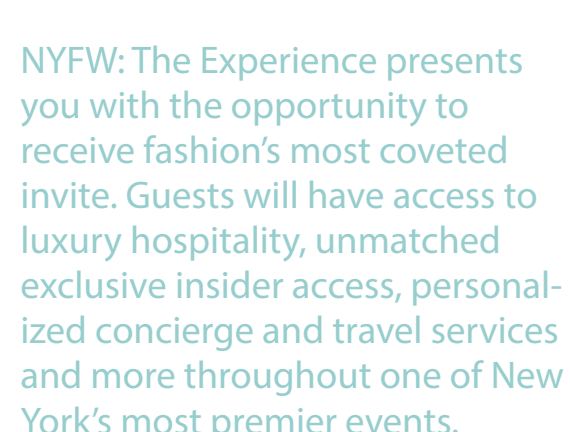 NYFW: The Experience presents
you with the opportunity to
receive fashion’s most coveted
invite. Guests will have access to
luxury hospitality, unmatched
exclusive insider access, personal-
ized concierge and travel services
and more throughout one of New
York’s most premier events.